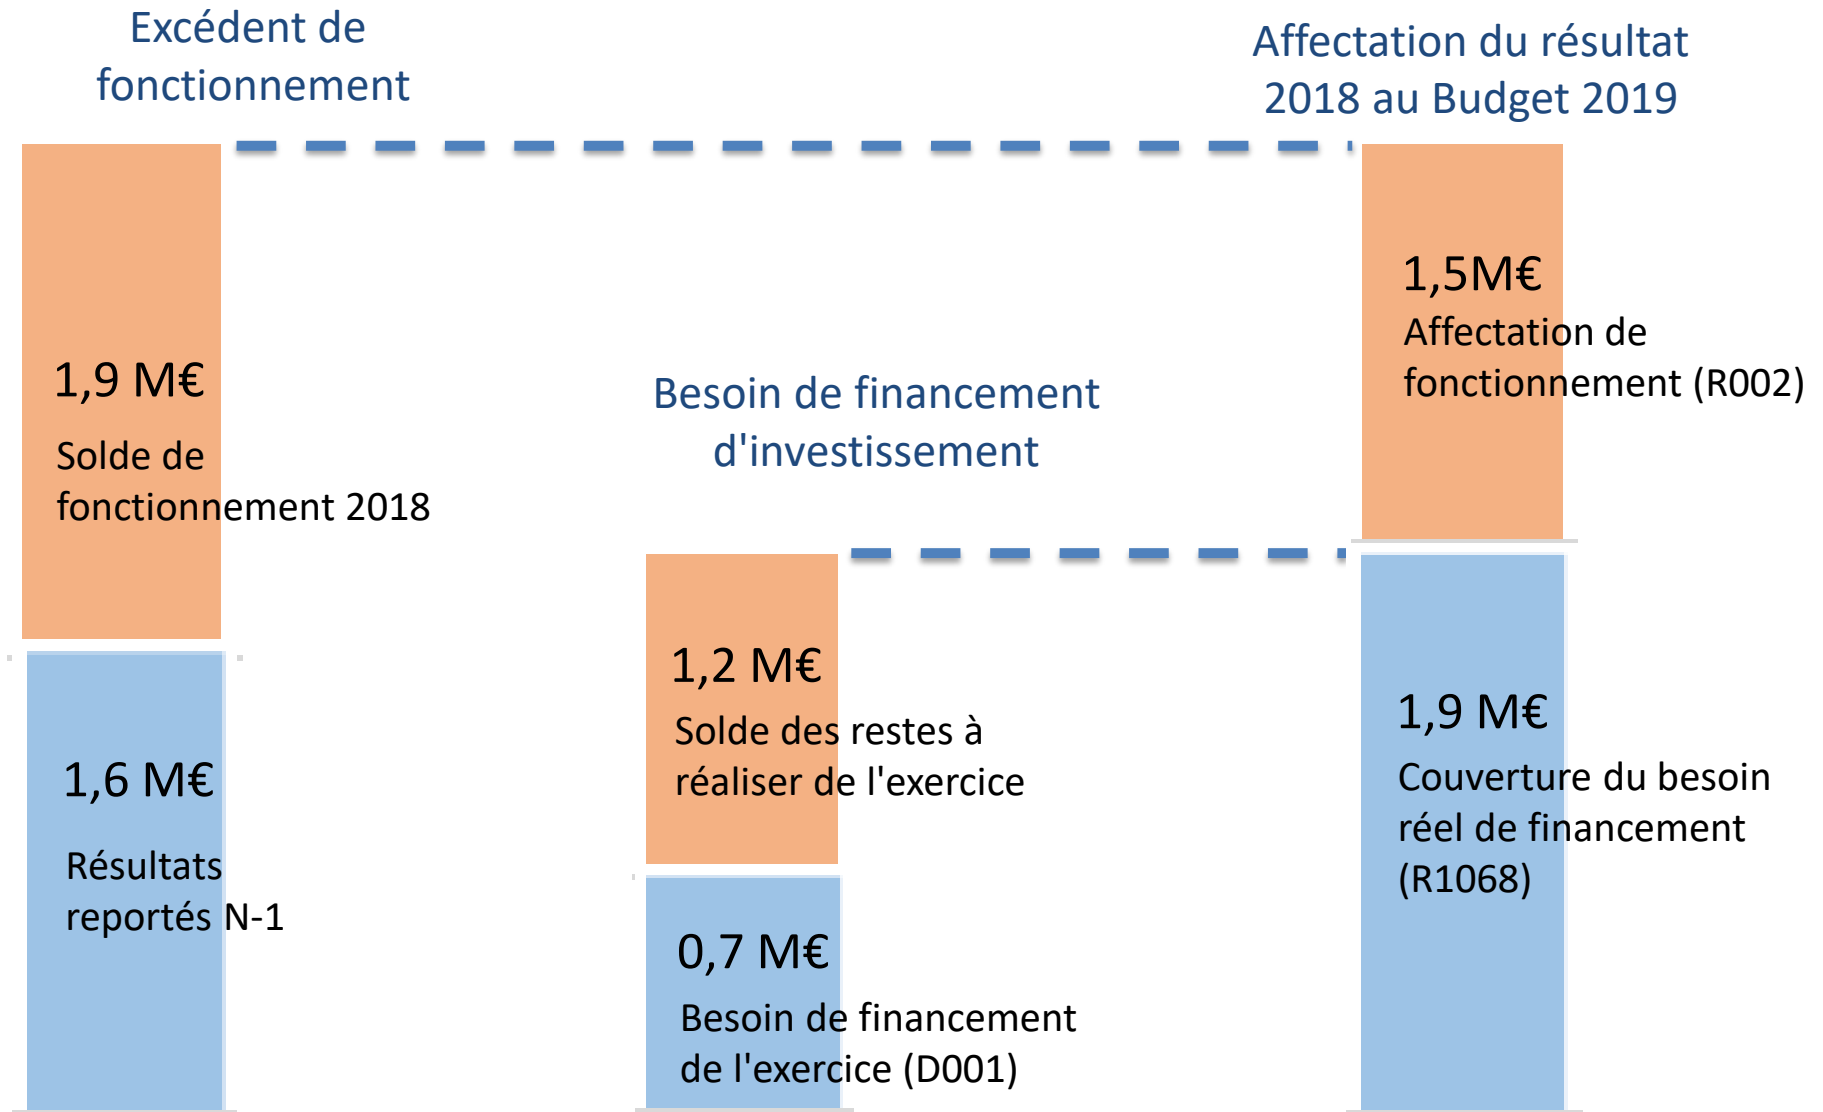 Excédent de
fonctionnement
1,9 M€
Solde de
fonctionnement 2018
1,6 M€
Résultats
reportés N-1
Besoin de financement
d'investissement
1,2 M€
Solde des restes à
réaliser de l'exercice
0,7 M€
Besoin de financement
de l'exercice (D001)
Affectation du résultat
2018 au Budget 2019
1,5M€
Affectation de
fonctionnement (R002)
1,9 M€
Couverture du besoin
réel de financement
(R1068)